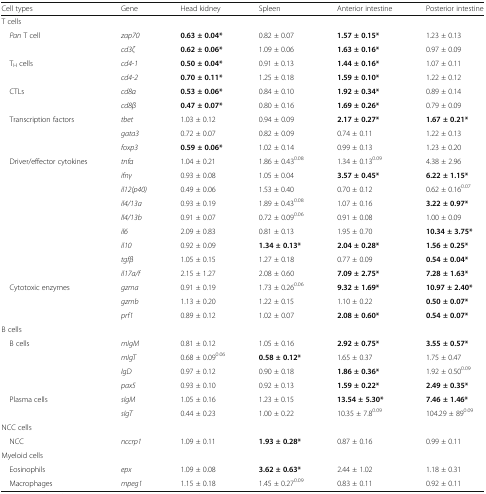 Cell types Gene Head kidney Spleen Anterior intestine Posterior intestine
T cells
Pan T cell zap70 0.63 ± 0.04* 0.82 ± 0.07 1.57 ± 0.15* 1.23 ± 0.13
cd3ζ 0.62 ± 0.06* 1.09 ± 0.06 1.63 ± 0.16* 0.97 ± 0.09
TH cells cd4-1 0.50 ± 0.04* 0.91 ± 0.13 1.44 ± 0.16* 1.07 ± 0.11
cd4-2 0.70 ± 0.11* 1.25 ± 0.18 1.59 ± 0.10* 1.22 ± 0.12
CTLs cd8α 0.53 ± 0.06* 0.84 ± 0.10 1.92 ± 0.34* 0.89 ± 0.14
cd8β 0.47 ± 0.07* 0.80 ± 0.16 1.69 ± 0.26* 0.79 ± 0.09
Transcription factors tbet 1.03 ± 0.12 0.94 ± 0.09 2.17 ± 0.27* 1.67 ± 0.21*
gata3 0.72 ± 0.07 0.82 ± 0.09 0.74 ± 0.11 1.22 ± 0.13
foxp3 0.59 ± 0.06* 1.02 ± 0.14 0.99 ± 0.13 1.23 ± 0.20
Driver/effector cytokines tnfα 1.04 ± 0.21 1.86 ± 0.43^0.08 1.34 ± 0.13^0.09 4.38 ± 2.96
ifnγ 0.93 ± 0.08 1.05 ± 0.04 3.57 ± 0.45* 6.22 ± 1.15*
il12(p40) 0.49 ± 0.06 1.53 ± 0.40 0.70 ± 0.12 0.62 ± 0.16^0.07
il4/13a 0.93 ± 0.19 1.89 ± 0.43^0.08 1.07 ± 0.16 3.22 ± 0.97*
il4/13b 0.91 ± 0.07 0.72 ± 0.09^0.06 0.91 ± 0.08 1.00 ± 0.09
il6 2.09 ± 0.83 0.81 ± 0.13 1.95 ± 0.70 10.34 ± 3.75*
il10 0.92 ± 0.09 1.34 ± 0.13* 2.04 ± 0.28* 1.56 ± 0.25*
tgfβ 1.05 ± 0.15 1.27 ± 0.18 0.77 ± 0.09 0.54 ± 0.04*
il17a/f 2.15 ± 1.27 2.08 ± 0.60 7.09 ± 2.75* 7.28 ± 1.63*
Cytotoxic enzymes gzma 0.91 ± 0.19 1.73 ± 0.26^0.06 9.32 ± 1.69* 10.97 ± 2.40*
gzmb 1.13 ± 0.20 1.22 ± 0.15 1.10 ± 0.22 0.50 ± 0.07*
prf1 0.89 ± 0.12 1.02 ± 0.07 2.08 ± 0.60* 0.54 ± 0.07*
B cells
B cells mIgM 0.81 ± 0.12 1.05 ± 0.16 2.92 ± 0.75* 3.55 ± 0.57*
mIgT 0.68 ± 0.09^0.06 0.58 ± 0.12* 1.65 ± 0.37 1.75 ± 0.47
IgD 0.97 ± 0.12 0.90 ± 0.18 1.86 ± 0.36* 1.92 ± 0.50^0.09
pax5 0.93 ± 0.10 0.92 ± 0.13 1.59 ± 0.22* 2.49 ± 0.35*
Plasma cells sIgM 1.05 ± 0.16 1.23 ± 0.15 13.54 ± 5.30* 7.46 ± 1.46*
sIgT 0.44 ± 0.23 1.00 ± 0.22 10.35 ± 7.8^0.09 104.29 ± 89^0.09
NCC cells
NCC nccrp1 1.09 ± 0.11 1.93 ± 0.28* 0.87 ± 0.16 0.99 ± 0.11
Myeloid cells
Eosinophils epx 1.09 ± 0.08 3.62 ± 0.63* 2.44 ± 1.02 1.18 ± 0.31
Macrophages mpeg1 1.15 ± 0.18 1.45 ± 0.27^0.09 0.83 ± 0.11 0.92 ± 0.11